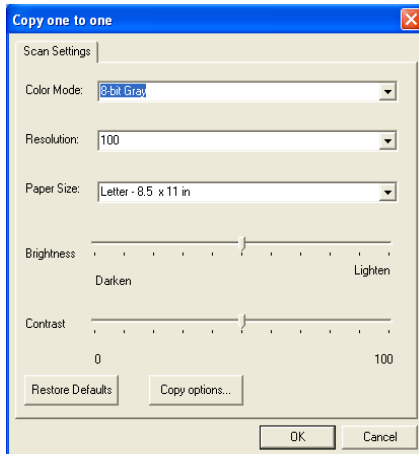 Copy one to one
Scan Settings
Color Mode: 8-bit Gray
Resolution: 100
Paper Size: Letter - 8.5 x 11 in
Brightness
Darken Lighten
Contrast
0 100
Restore Defaults Copy options...
OK Cancel